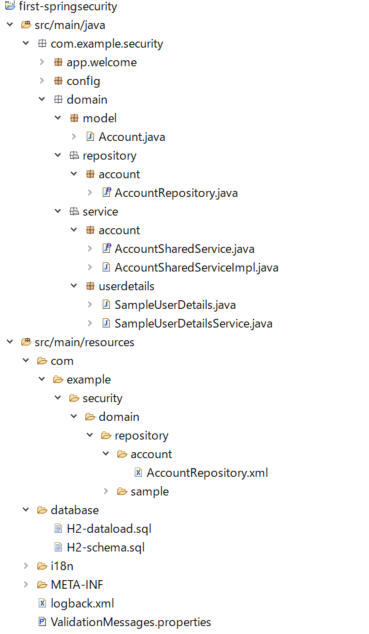 first-springsecurity
src/main/java
com.example.security
app.welcome
config
domain
model
Account.java
repository
account
AccountRepository.java
service
account
AccountSharedService.java
AccountSharedServiceImpl.java
userdetails
SampleUserDetails.java
SampleUserDetailsService.java
src/main/resources
com
example
security
domain
repository
account
AccountRepository.xml
sample
database
H2-dataload.sql
H2-schema.sql
i18n
META-INF
logback.xml
ValidationMessages.properties